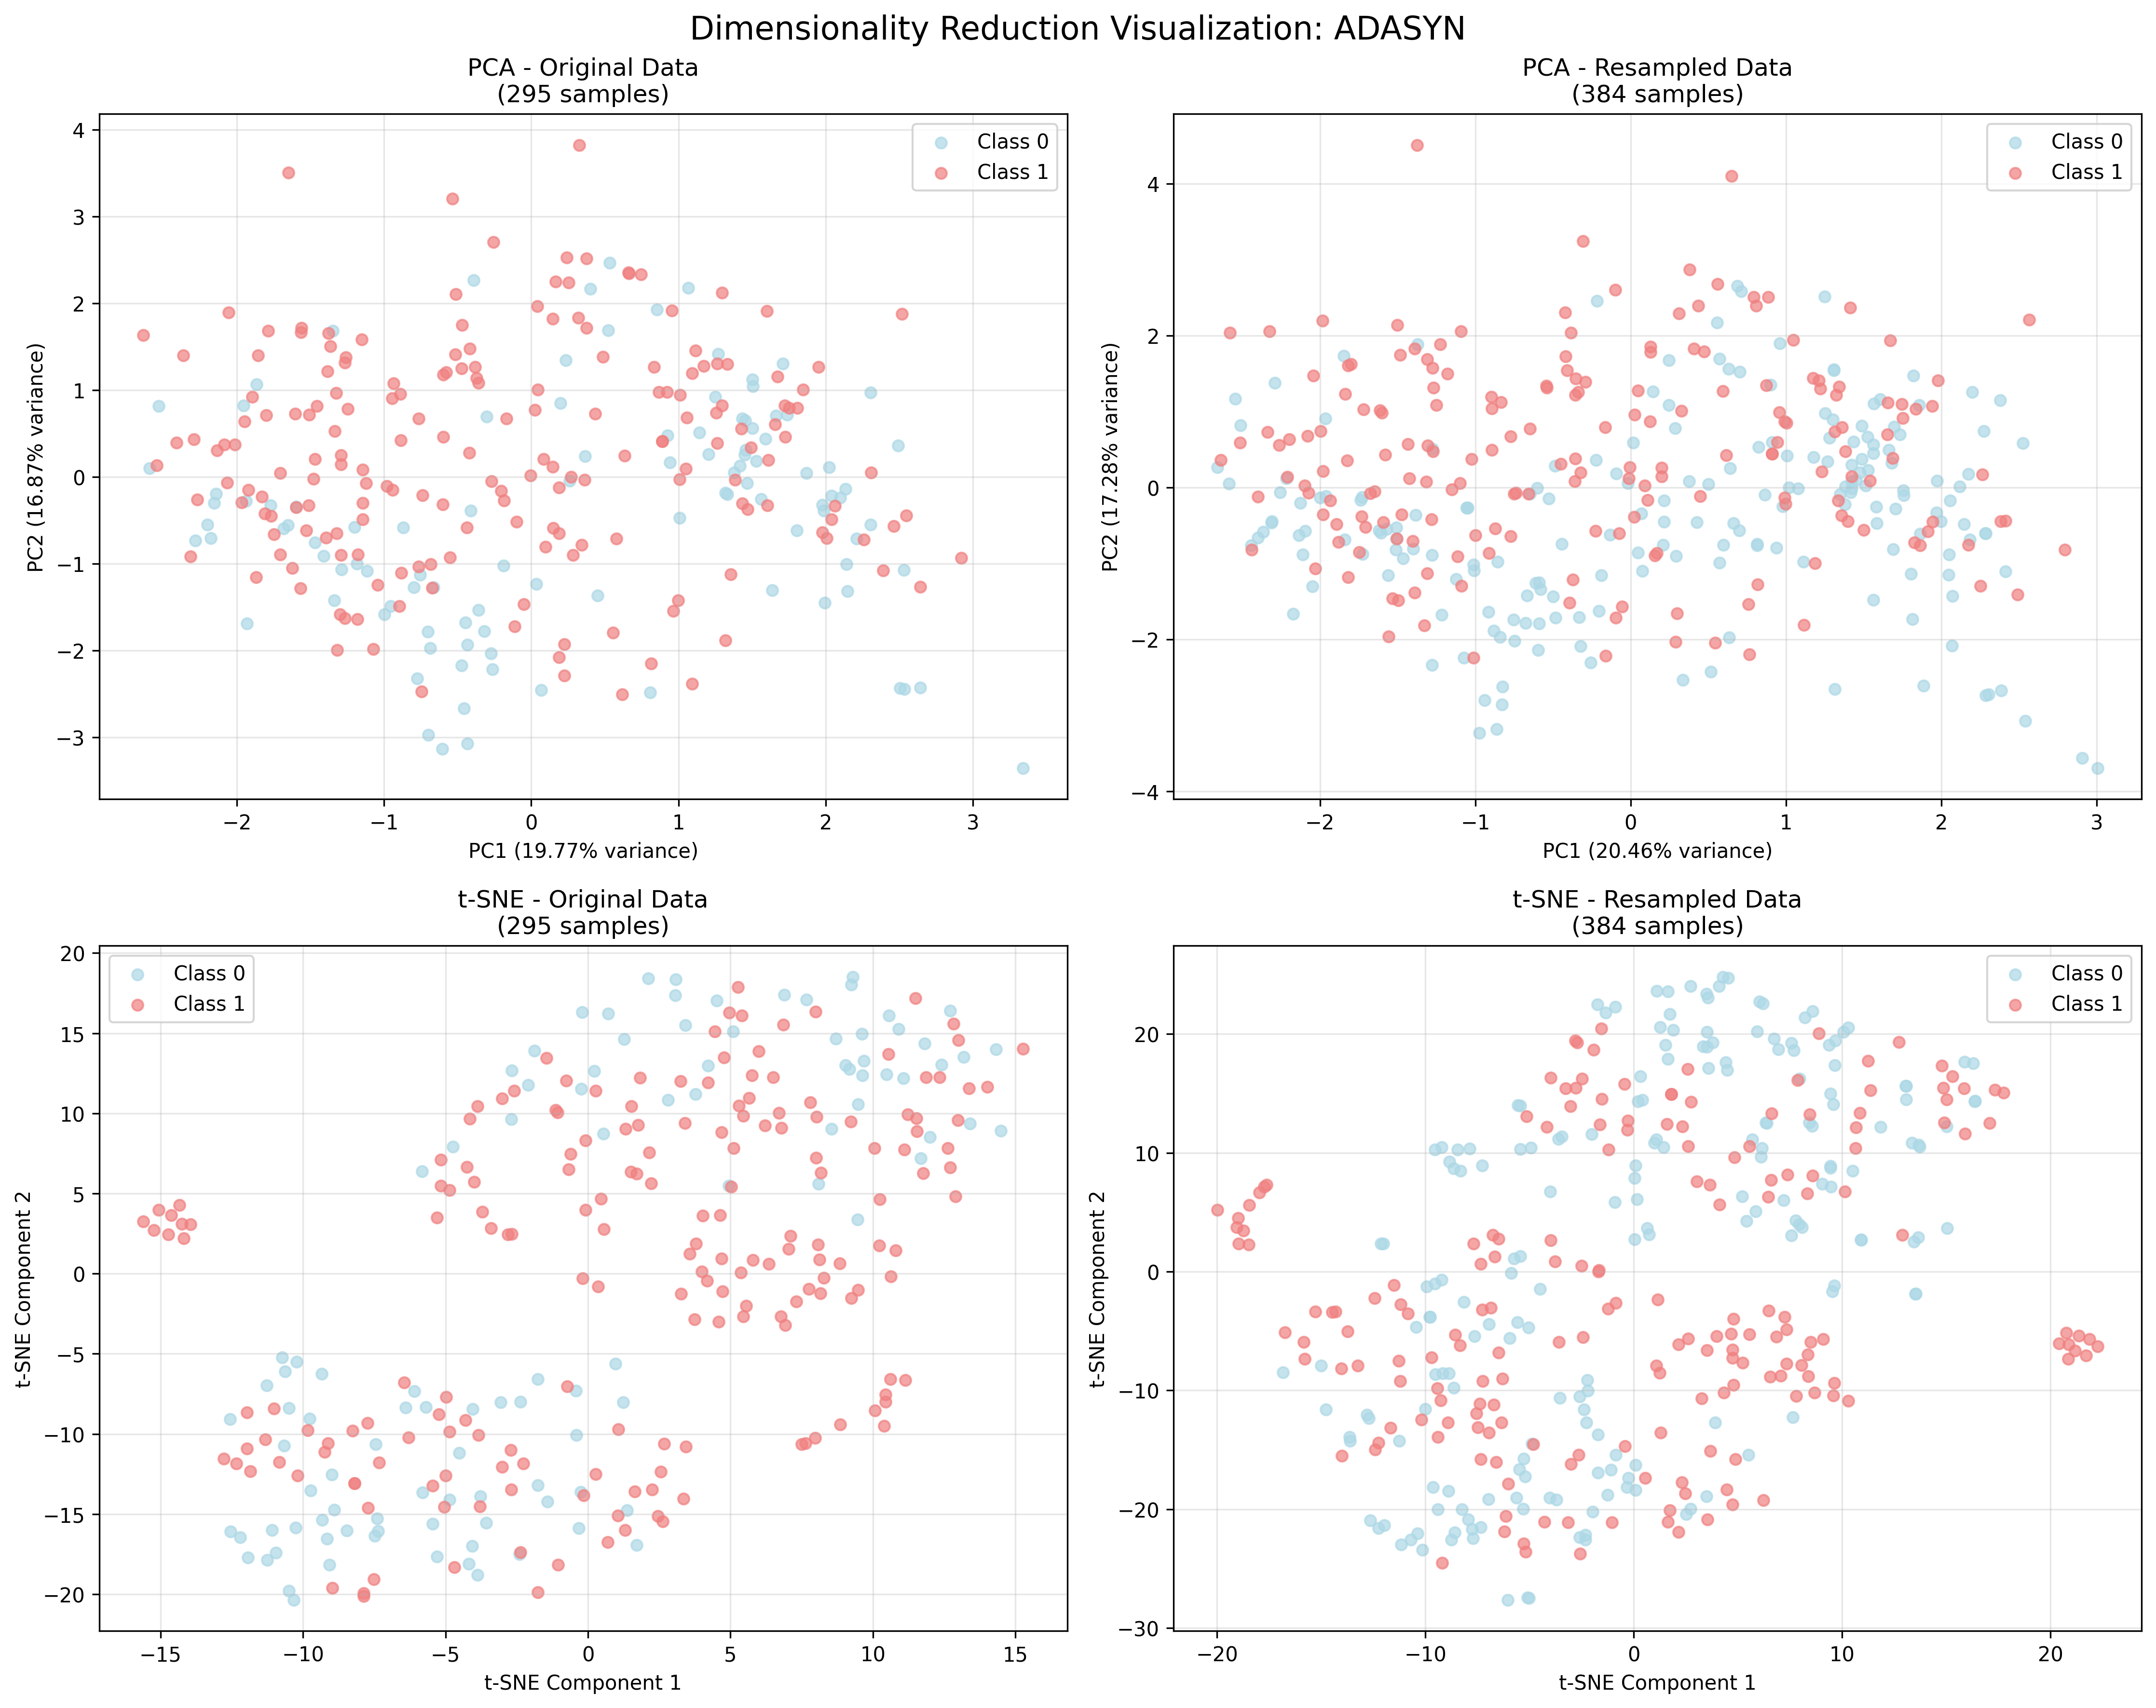 Dimensionality Reduction Visualization: ADASYN
PCA - Original Data
(295 samples)
Class 0
Class 1
4
3
2
1
0
−1
−2
−3
PC2 (16.87% variance)
−2 −1 0 1 2 3
PC1 (19.77% variance)
PCA - Resampled Data
(384 samples)
Class 0
Class 1
4
2
0
−2
−4
PC2 (17.28% variance)
−2 −1 0 1 2 3
PC1 (20.46% variance)
t-SNE - Original Data
(295 samples)
Class 0
Class 1
20
15
10
5
0
−5
−10
−15
−20
t-SNE Component 2
−15 −10 −5 0 5 10 15
t-SNE Component 1
t-SNE - Resampled Data
(384 samples)
Class 0
Class 1
20
10
0
−10
−20
−30
t-SNE Component 2
−20 −10 0 10 20
t-SNE Component 1